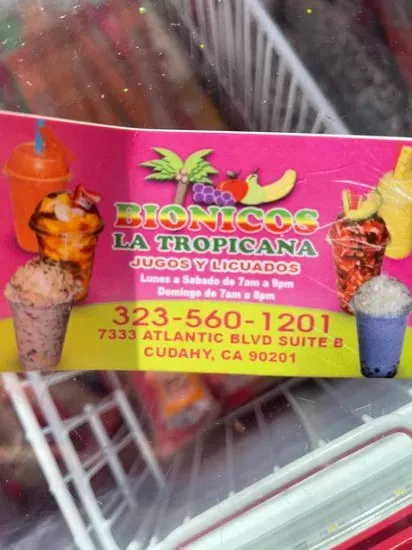 BIONICOS
LA TROPICANA
JUGOS Y LICUADOS
Lunes a Sabado de 7am a 9pm
Domingo de 7am a 8pm
323-560-1201
7333 ATLANTIC BLVD SUITE B
CUDAHY, CA 90201